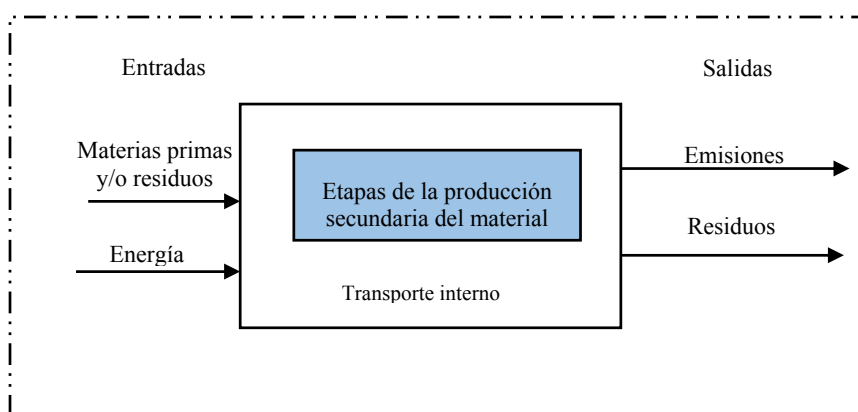 Entradas
Salidas
Materias primas
y/o residuos
Energía
Etapas de la producción
secundaria del material
Transporte interno
Emisiones
Residuos